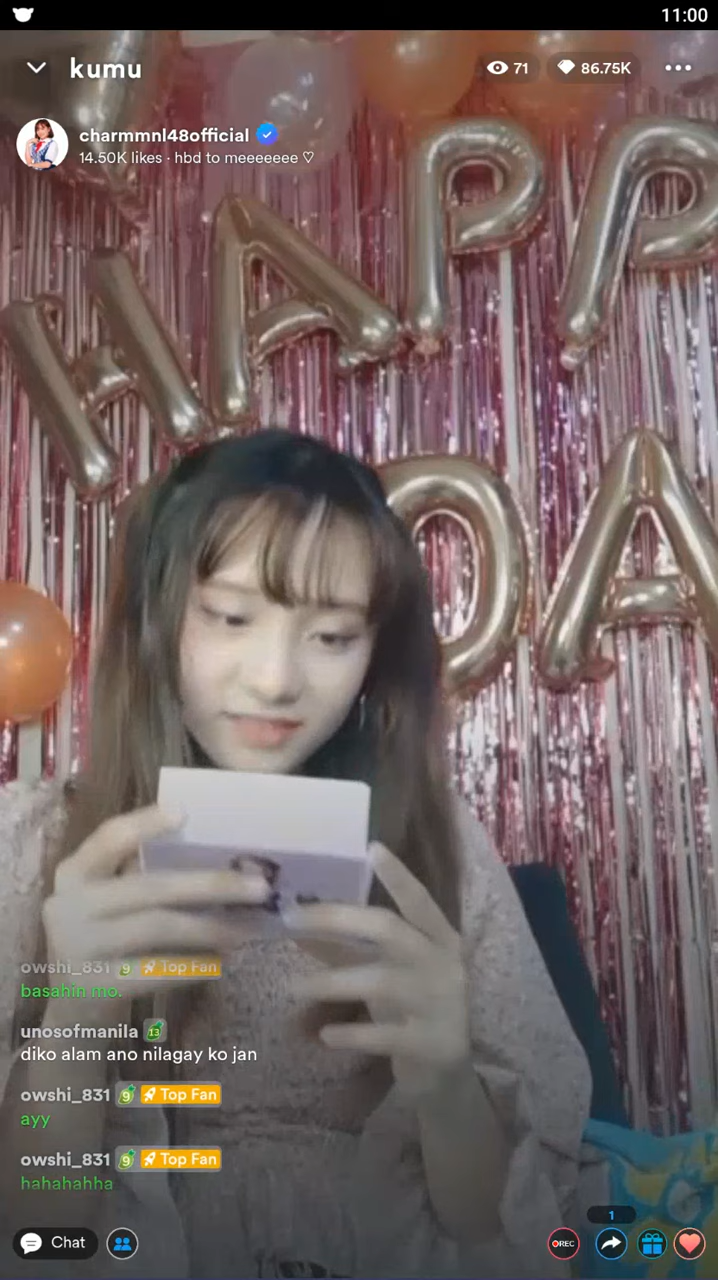 11:00
kumu
71
86.75K
charmmnl48official
14.50K likes · hbd to meeeeeee ♡
HAPP
DA
owshi_831 9 Top Fan
basahin mo.
unosofmanila 13
diko alam ano nilagay ko jan
owshi_831 9 Top Fan
ayy
owshi_831 9 Top Fan
hahahahha
1
Chat
REC